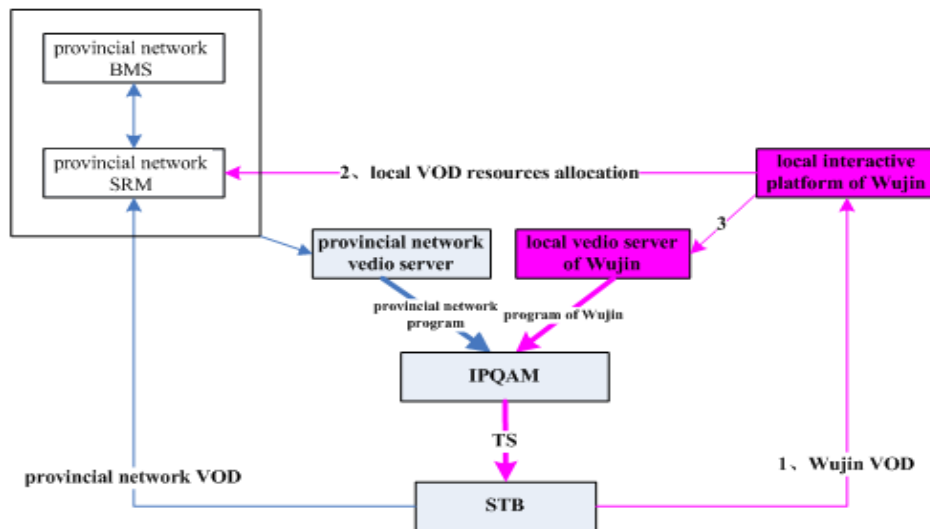 provincial network
BMS
provincial network
SRM
2、local VOD resources allocation
local interactive
platform of Wujin
3
provincial network
vedio server
local vedio server
of Wujin
provincial network
program
program of Wujin
IPQAM
TS
provincial network VOD
1、Wujin VOD
STB